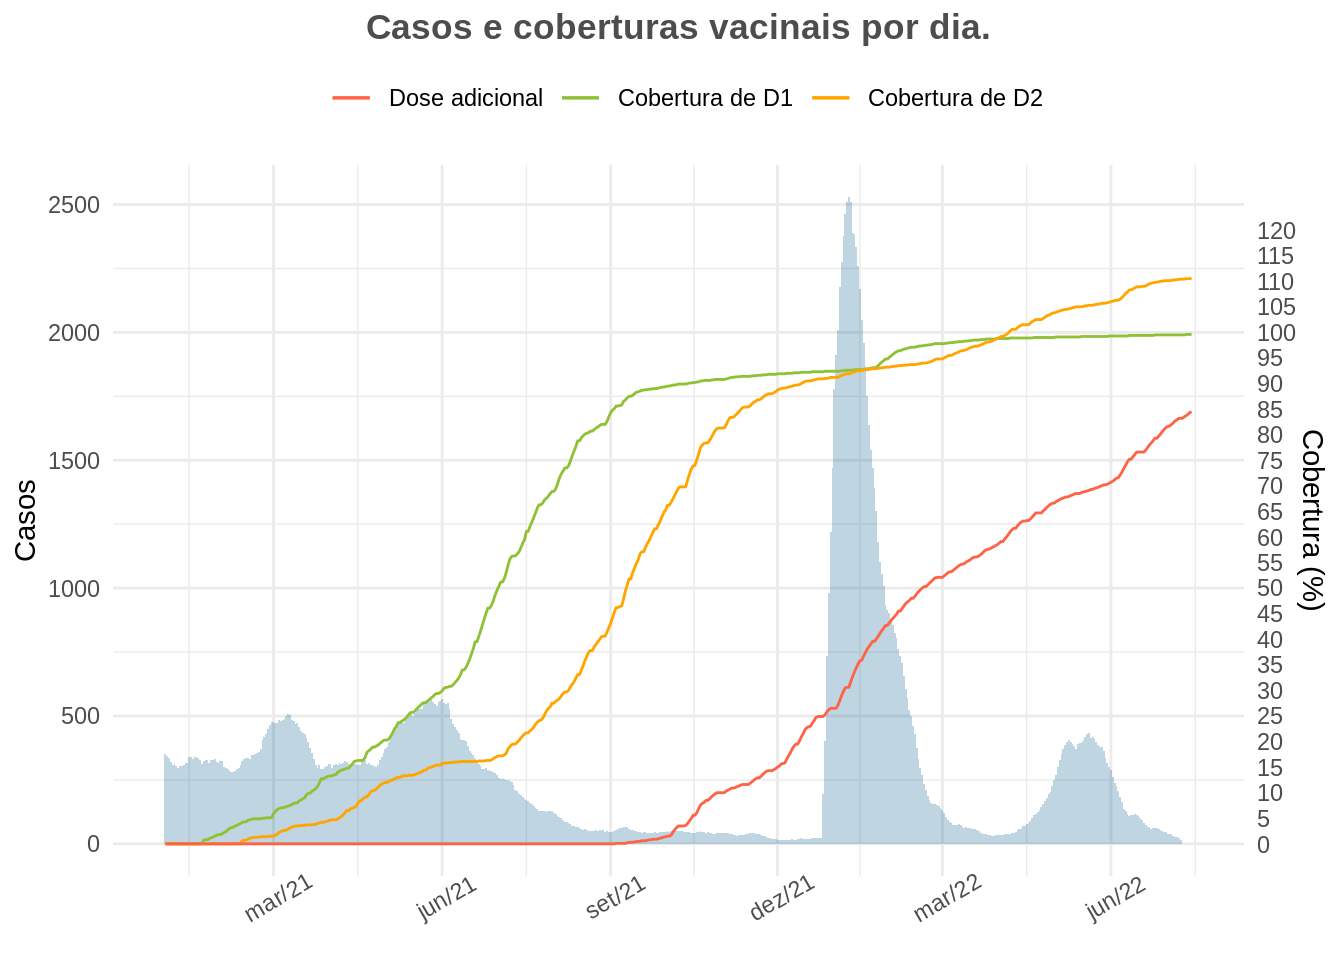 Casos e coberturas vacinais por dia.
Dose adicional
Cobertura de D1
Cobertura de D2
2500
2000
1500
1000
500
0
Casos
120
115
110
105
100
95
90
85
80
75
70
65
60
55
50
45
40
35
30
25
20
15
10
5
0
Cobertura (%)
mar/21
jun/21
set/21
dez/21
mar/22
jun/22